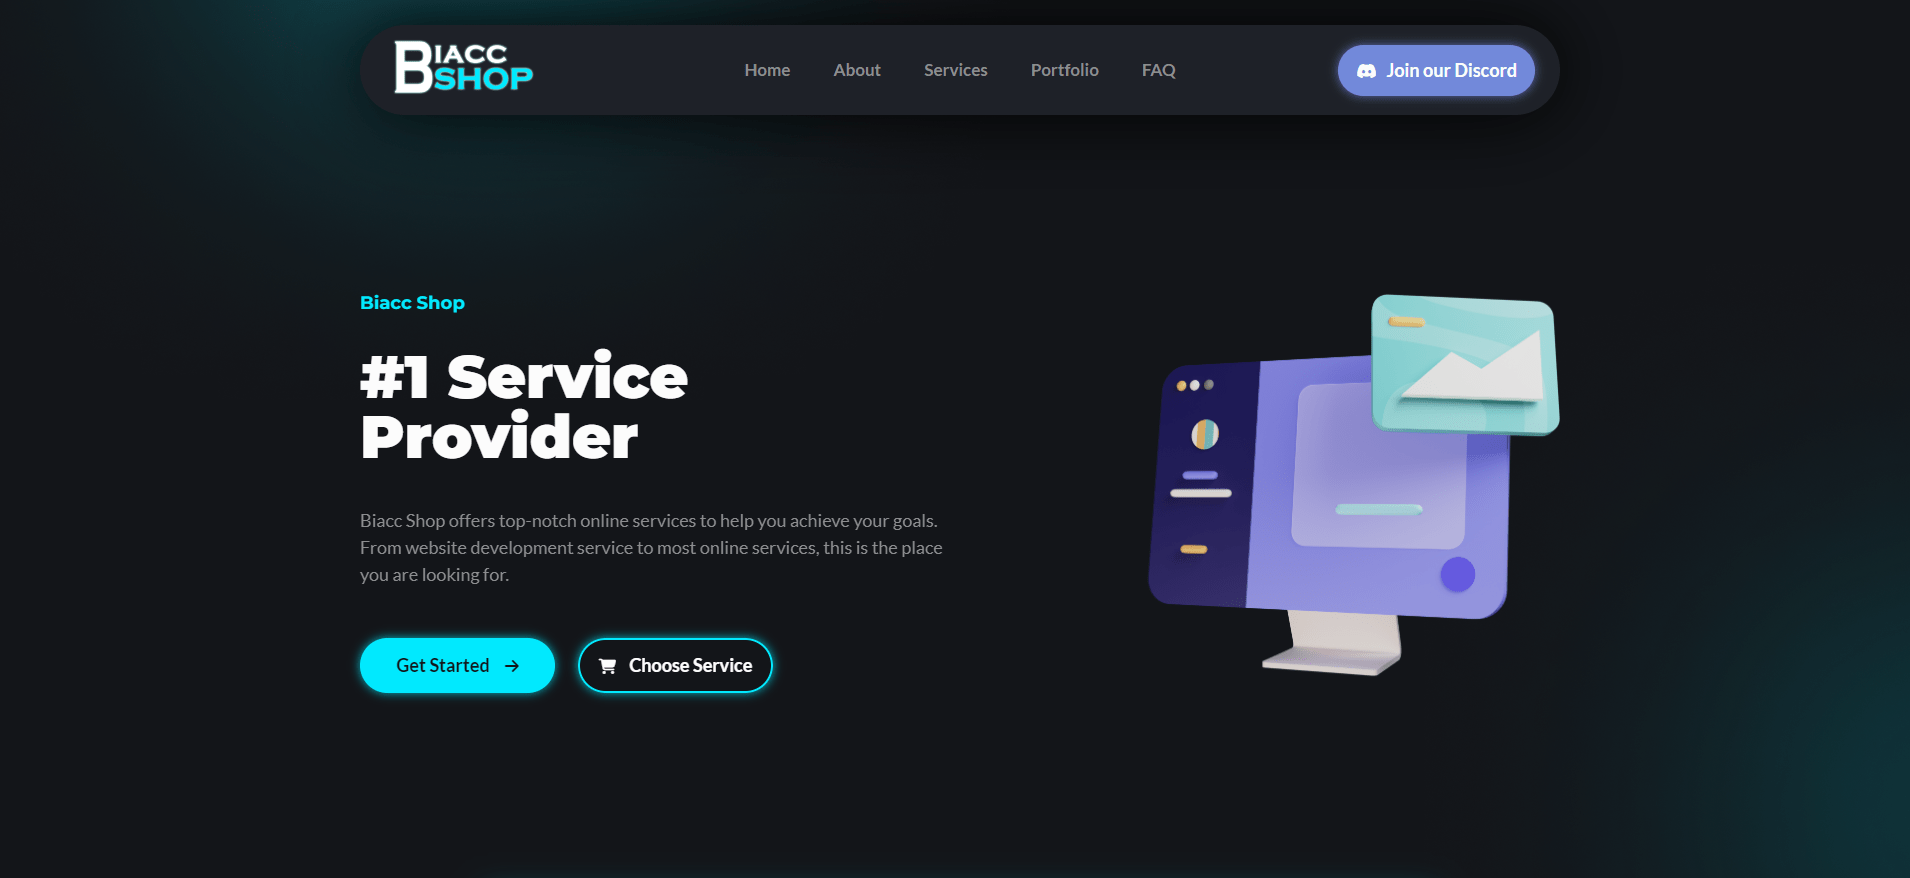 BIACC
SHOP
Home
About
Services
Portfolio
FAQ
Join our Discord
Biacc Shop
#1 Service
Provider
Biacc Shop offers top-notch online services to help you achieve your goals.
From website development service to most online services, this is the place
you are looking for.
Get Started
Choose Service